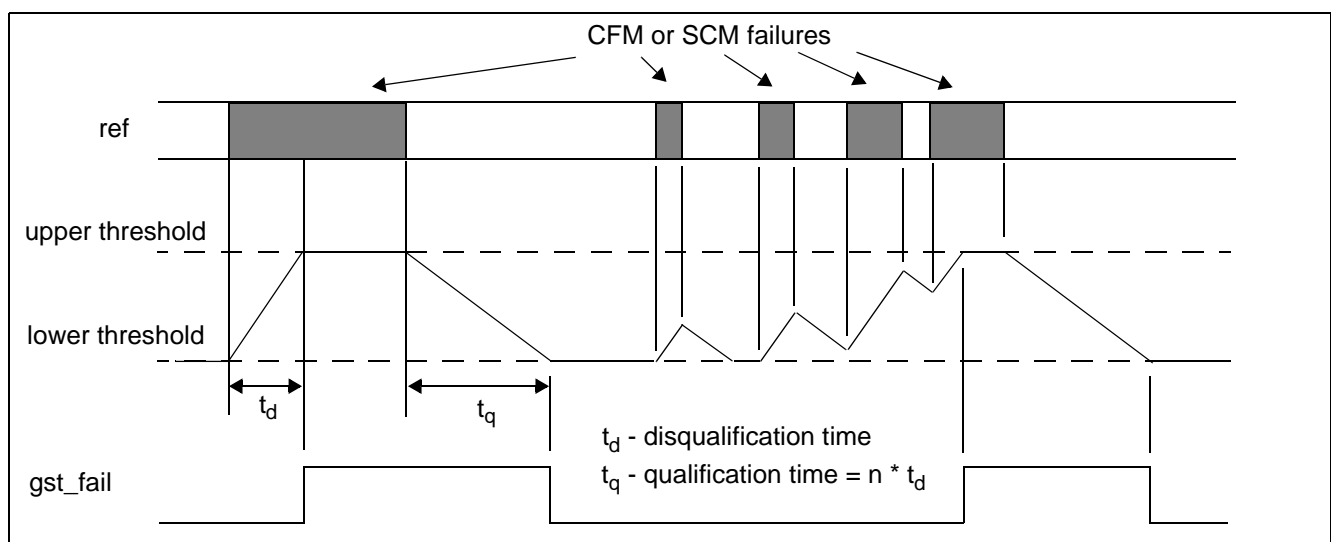 CFM or SCM failures
ref
upper threshold
lower threshold
td
tq
td - disqualification time
tq - qualification time = n * td
gst_fail